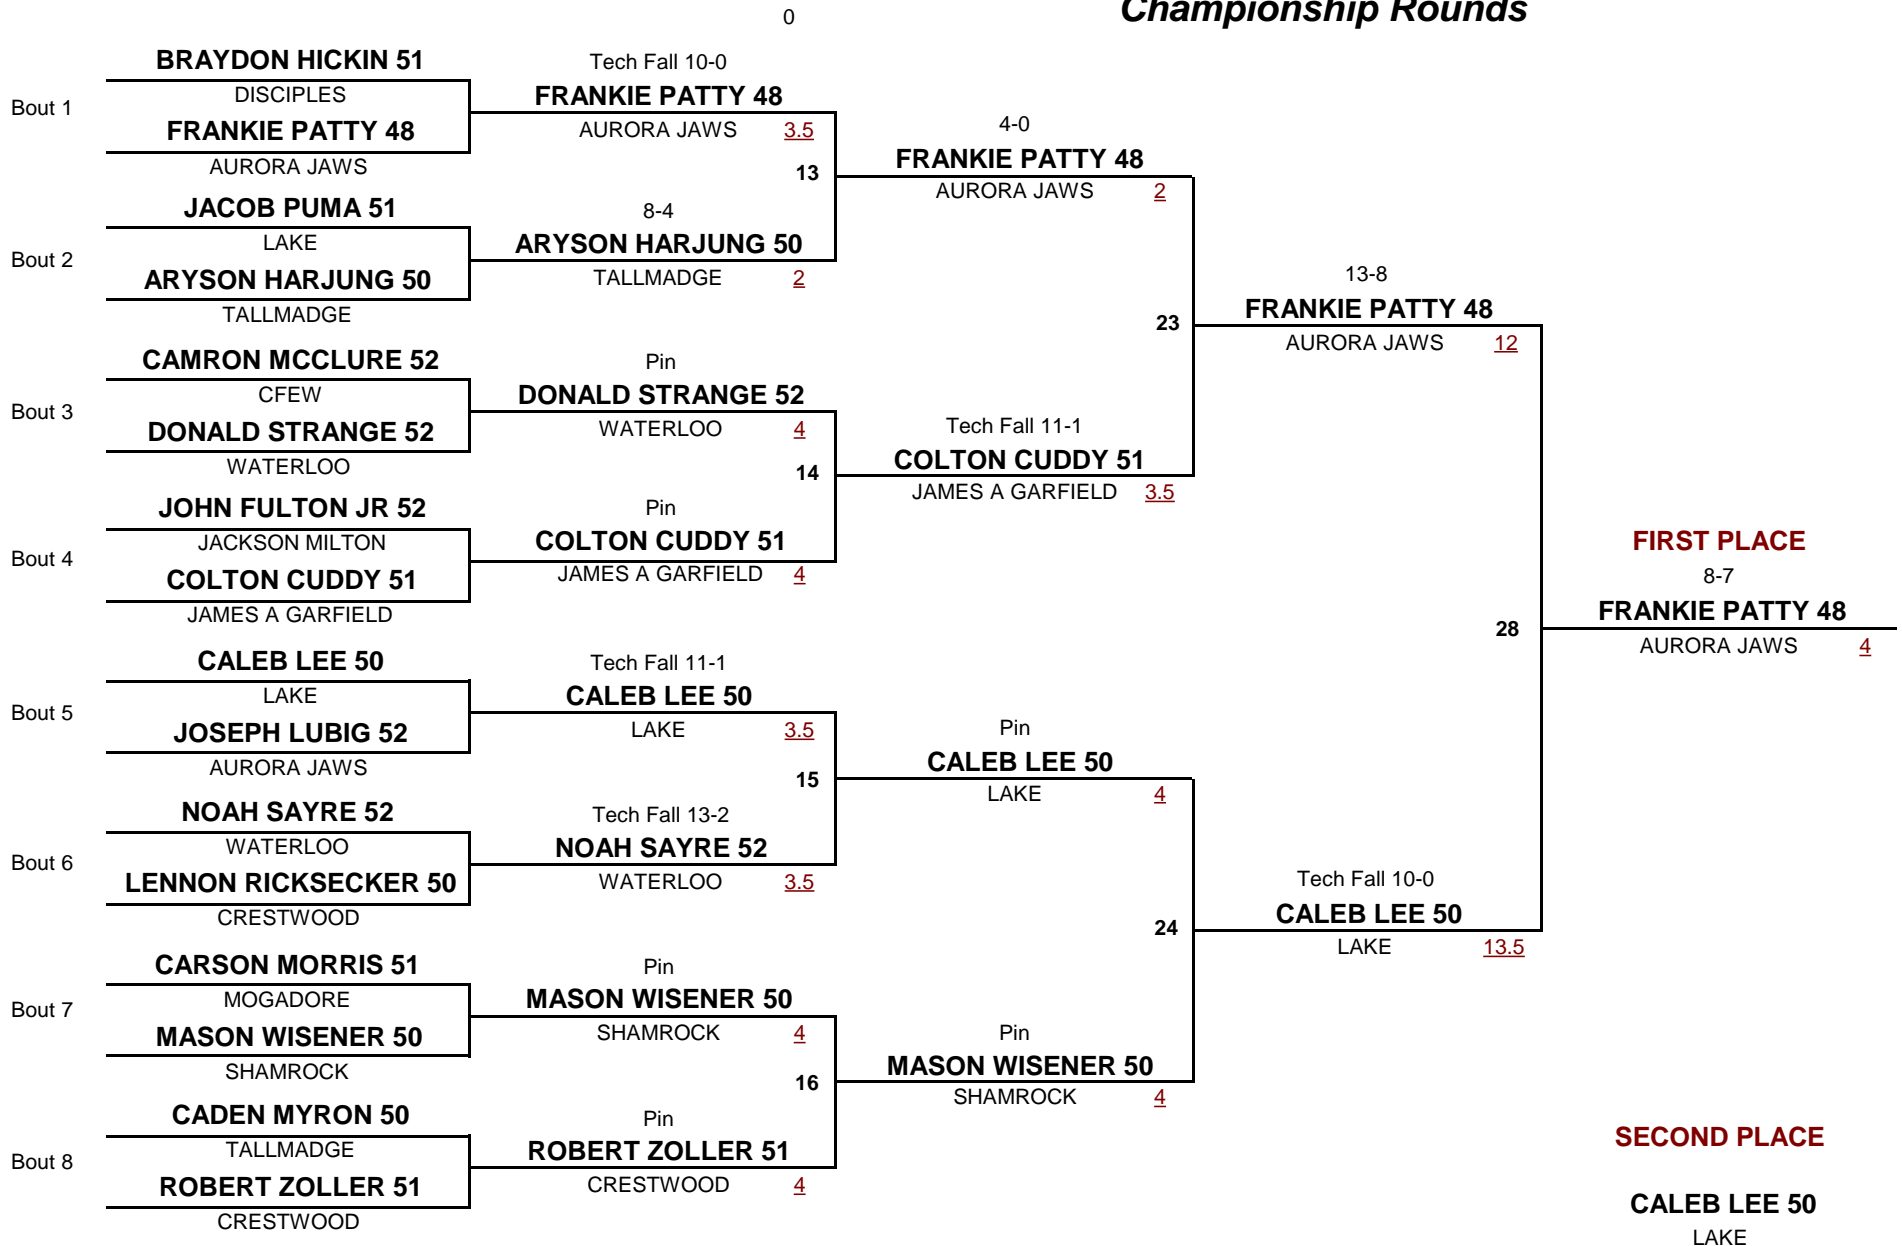 0
Championship Rounds
BRAYDON HICKIN 51
Bout 1
DISCIPLES
FRANKIE PATTY 48
AURORA JAWS
JACOB PUMA 51
Bout 2
LAKE
ARYSON HARJUNG 50
TALLMADGE
CAMRON MCCLURE 52
Bout 3
CFEW
DONALD STRANGE 52
WATERLOO
JOHN FULTON JR 52
Bout 4
JACKSON MILTON
COLTON CUDDY 51
JAMES A GARFIELD
CALEB LEE 50
Bout 5
LAKE
JOSEPH LUBIG 52
AURORA JAWS
NOAH SAYRE 52
Bout 6
WATERLOO
LENNON RICKSECKER 50
CRESTWOOD
CARSON MORRIS 51
Bout 7
MOGADORE
MASON WISENER 50
SHAMROCK
CADEN MYRON 50
Bout 8
TALLMADGE
ROBERT ZOLLER 51
CRESTWOOD
Tech Fall 10-0
FRANKIE PATTY 48
AURORA JAWS 3.5
13
8-4
ARYSON HARJUNG 50
TALLMADGE 2
Pin
DONALD STRANGE 52
WATERLOO 4
14
Pin
COLTON CUDDY 51
JAMES A GARFIELD 4
Tech Fall 11-1
CALEB LEE 50
LAKE 3.5
15
Tech Fall 13-2
NOAH SAYRE 52
WATERLOO 3.5
Pin
MASON WISENER 50
SHAMROCK 4
16
Pin
ROBERT ZOLLER 51
CRESTWOOD 4
4-0
FRANKIE PATTY 48
AURORA JAWS 2
23
Tech Fall 11-1
COLTON CUDDY 51
JAMES A GARFIELD 3.5
Pin
CALEB LEE 50
LAKE 4
24
Pin
MASON WISENER 50
SHAMROCK 4
13-8
FRANKIE PATTY 48
AURORA JAWS 12
28
Tech Fall 10-0
CALEB LEE 50
LAKE 13.5
FIRST PLACE
8-7
FRANKIE PATTY 48
AURORA JAWS 4
SECOND PLACE
CALEB LEE 50
LAKE